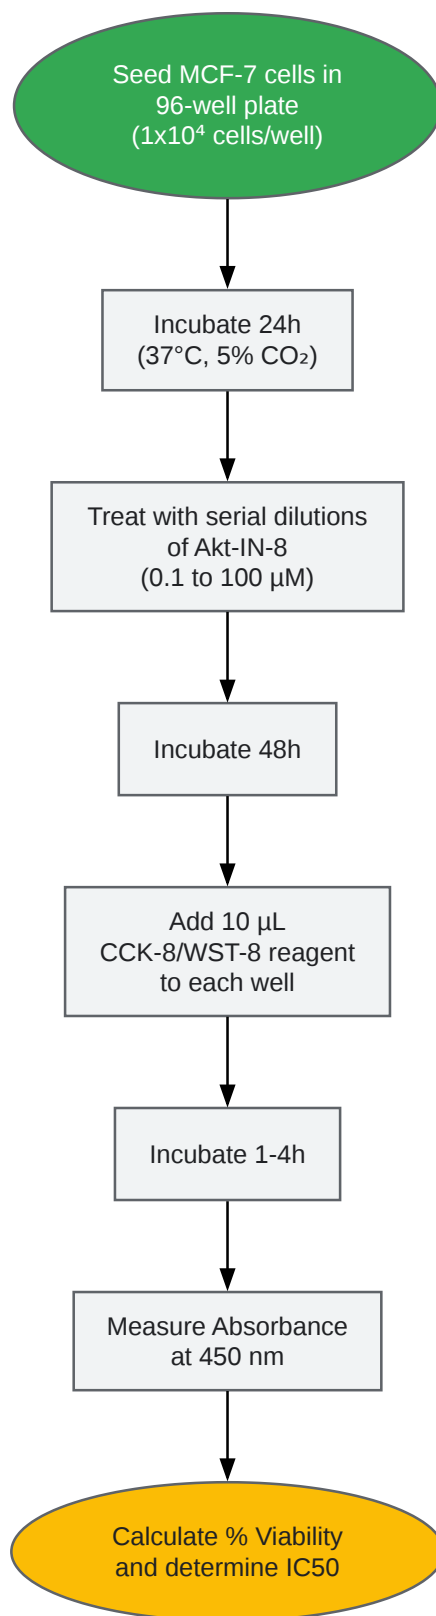 Seed MCF-7 cells in
96-well plate
(1x10⁴ cells/well)
Incubate 24h
(37°C, 5% CO₂)
Treat with serial dilutions
of Akt-IN-8
(0.1 to 100 µM)
Incubate 48h
Add 10 µL
CCK-8/WST-8 reagent
to each well
Incubate 1-4h
Measure Absorbance
at 450 nm
Calculate % Viability
and determine IC50